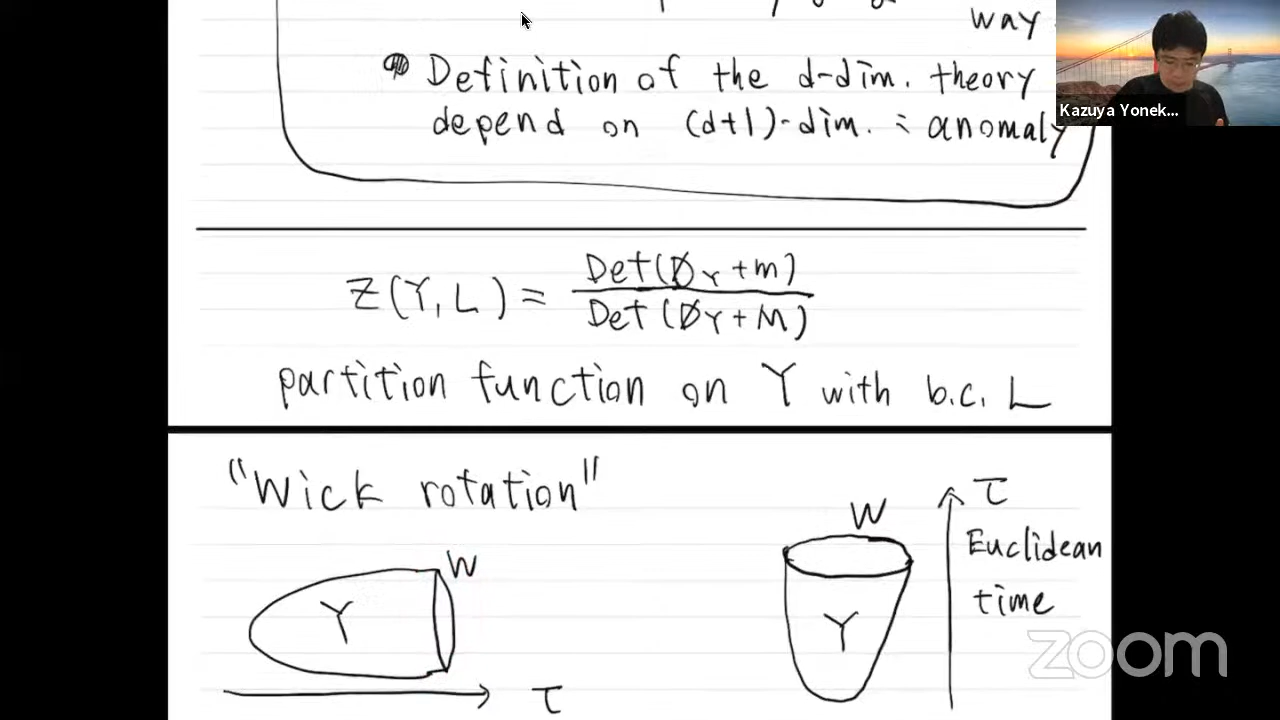 way
Definition of the d-dim. theory
depend on (d+1)-dim. = anomaly
Kazuya Yonek...
Z(Y, L) = Det(D̸_Y + m) / Det(D̸_Y + M)
partition function on Y with b.c. L
"Wick rotation"
W
Y
τ
W
Y
τ
Euclidean
time
zoom